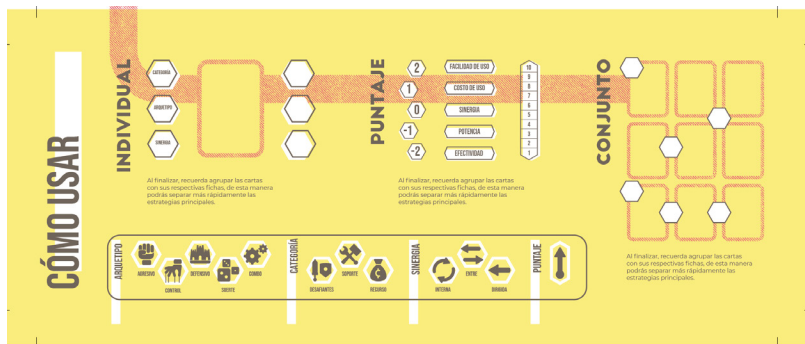 CÓMO USAR
INDIVIDUAL
CATEGORÍA
ARQUETIPO
SINERGIA
Al finalizar, recuerda agrupar las cartas
con sus respectivas fichas, de esta manera
podrás separar más rápidamente las
estrategias principales.
PUNTAJE
2
1
0
-1
-2
FACILIDAD DE USO
COSTO DE USO
SINERGIA
POTENCIA
EFECTIVIDAD
10
9
8
7
6
5
4
3
2
1
Al finalizar, recuerda agrupar las cartas
con sus respectivas fichas, de esta manera
podrás separar más rápidamente las
estrategias principales.
CONJUNTO
Al finalizar, recuerda agrupar las cartas
con sus respectivas fichas, de esta manera
podrás separar más rápidamente las
estrategias principales.
ARQUETIPO
AGRESIVO
CONTROL
DEFENSIVO
SUERTE
COMBO
CATEGORÍA
DESAFIANTES
SOPORTE
RECURSO
SINERGIA
INTERNA
ENTRE
DIRIGIDA
PUNTAJE